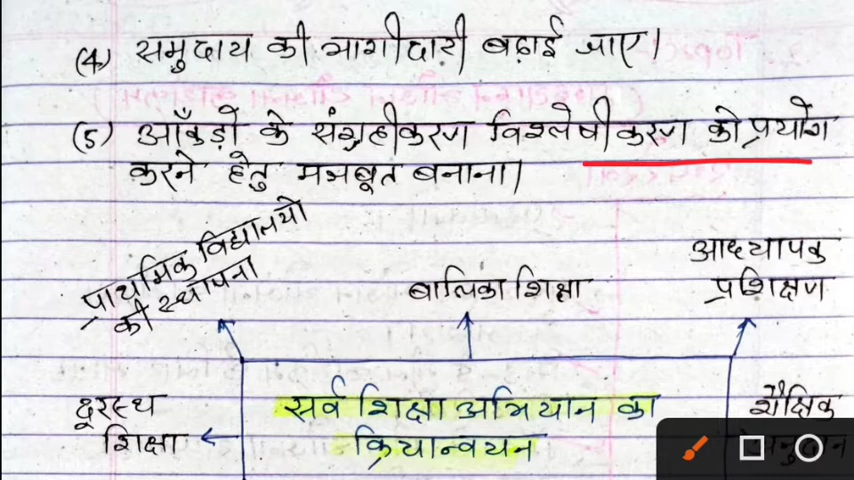 (4) समुदाय की भागीदारी बढ़ाई जाए।
(5) आँकड़ो के संग्रहीकरण विश्लेषीकरण को प्रयोग
करने हेतु मजबूत बनाना।
प्राथमिक विद्यालयो
की स्थापना
बालिका शिक्षा
आध्यापक
प्रशिक्षण
दूरस्थ
शिक्षा
सर्व शिक्षा अभियान का
क्रियान्वयन
शैक्षिक